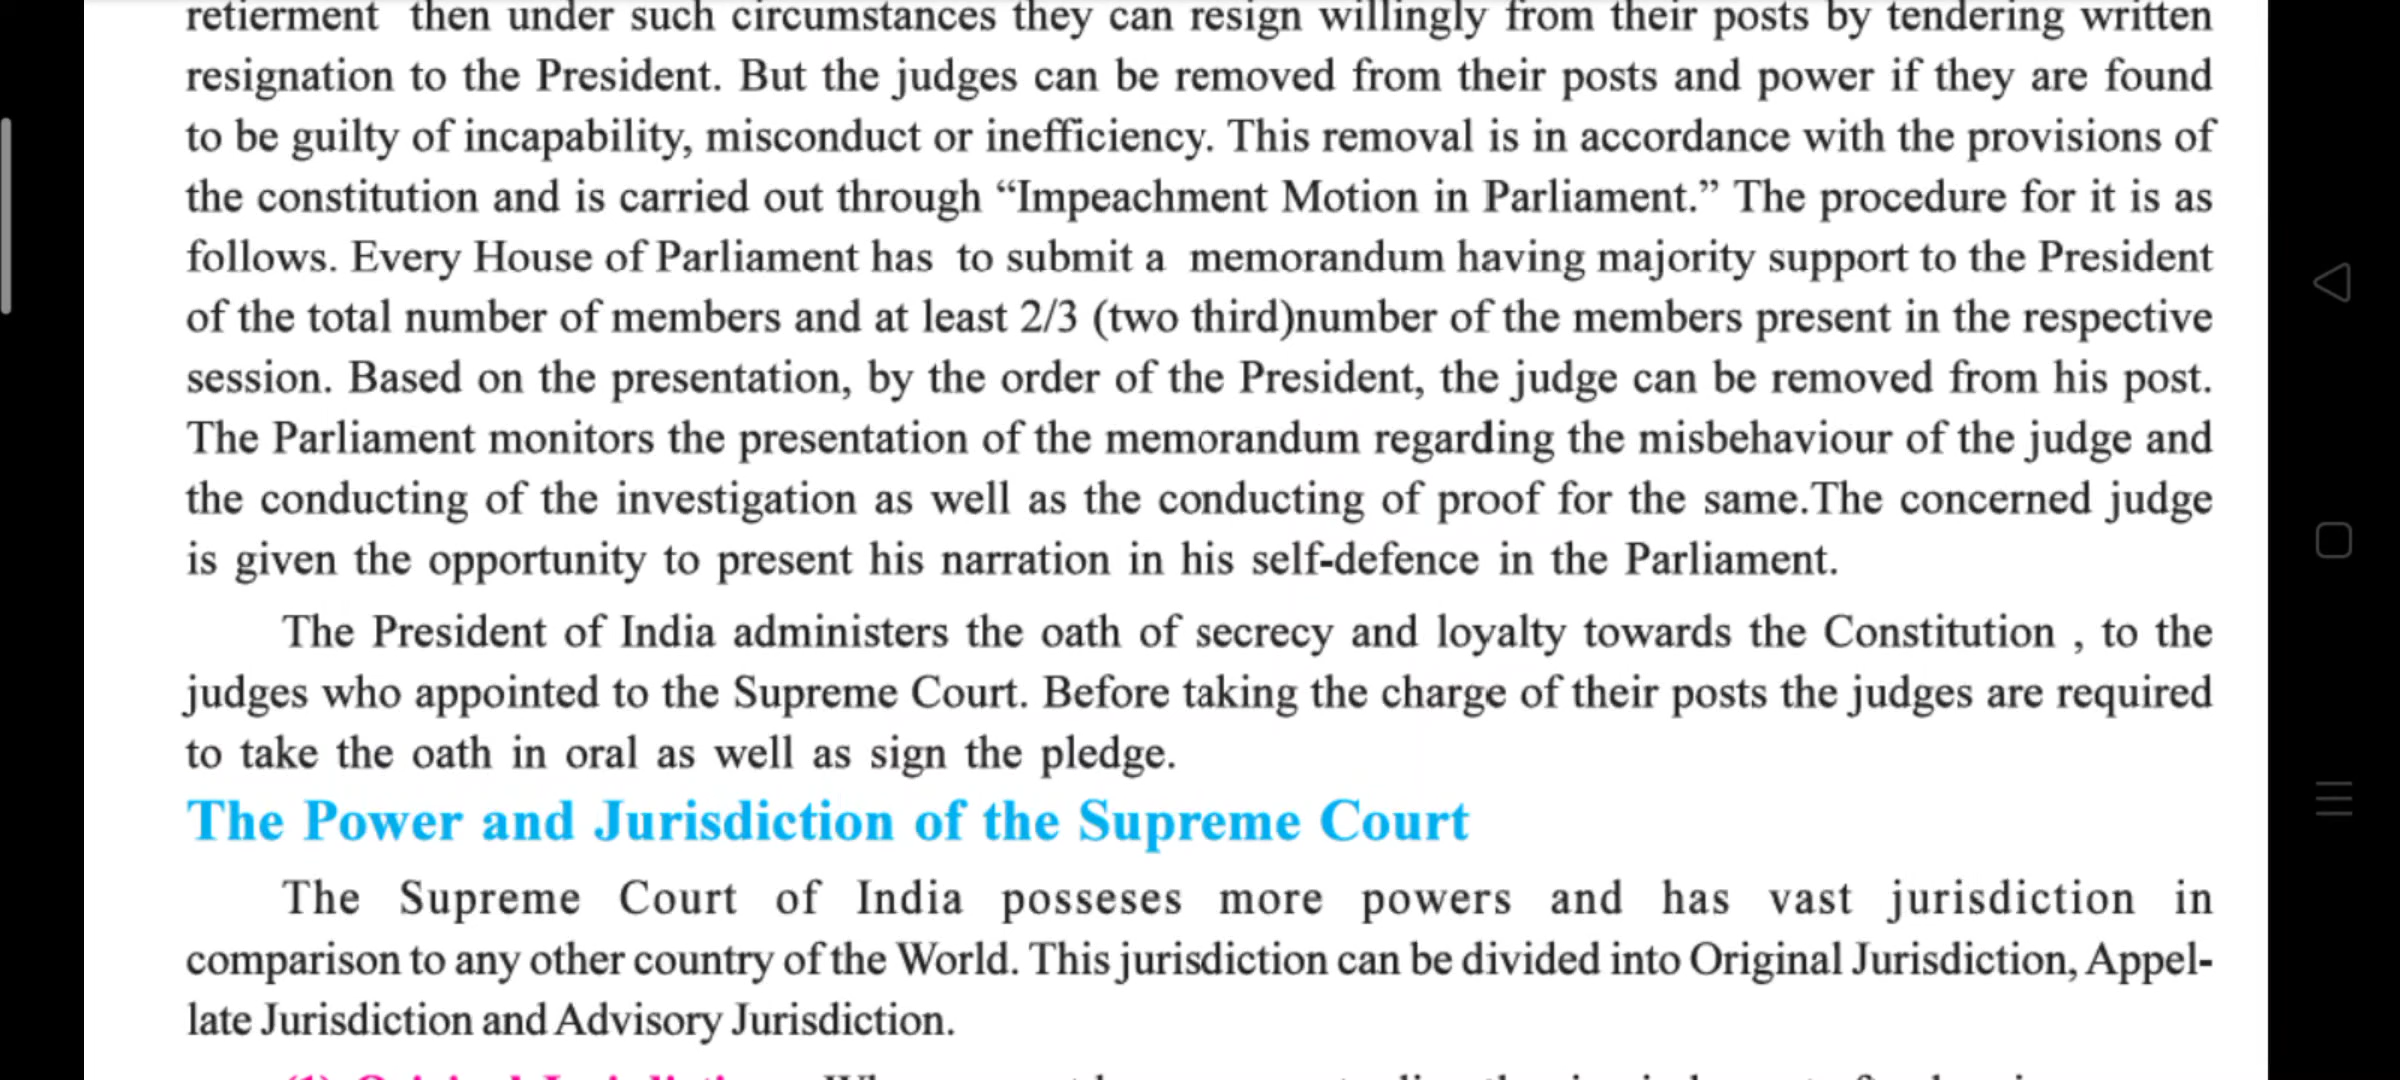 retierment then under such circumstances they can resign willingly from their posts by tendering written
resignation to the President. But the judges can be removed from their posts and power if they are found
to be guilty of incapability, misconduct or inefficiency. This removal is in accordance with the provisions of
the constitution and is carried out through “Impeachment Motion in Parliament.” The procedure for it is as
follows. Every House of Parliament has to submit a memorandum having majority support to the President
of the total number of members and at least 2/3 (two third)number of the members present in the respective
session. Based on the presentation, by the order of the President, the judge can be removed from his post.
The Parliament monitors the presentation of the memorandum regarding the misbehaviour of the judge and
the conducting of the investigation as well as the conducting of proof for the same.The concerned judge
is given the opportunity to present his narration in his self-defence in the Parliament.
The President of India administers the oath of secrecy and loyalty towards the Constitution , to the
judges who appointed to the Supreme Court. Before taking the charge of their posts the judges are required
to take the oath in oral as well as sign the pledge.
The Power and Jurisdiction of the Supreme Court
The Supreme Court of India posseses more powers and has vast jurisdiction in
comparison to any other country of the World. This jurisdiction can be divided into Original Jurisdiction, Appel-
late Jurisdiction and Advisory Jurisdiction.